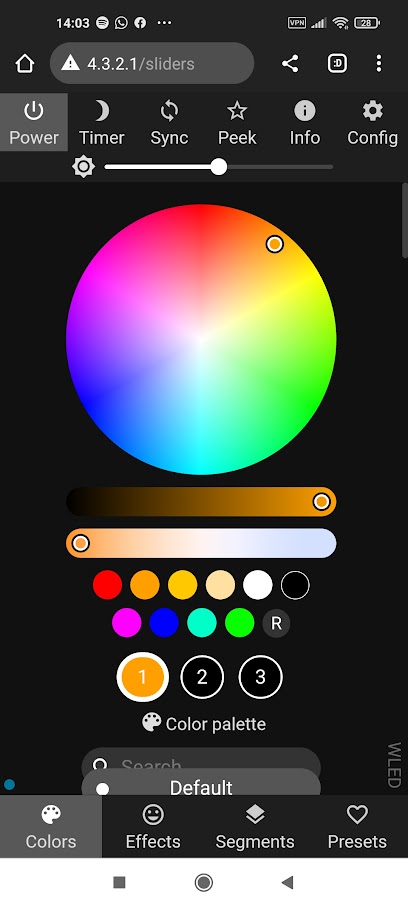 14:03 VPN 28
4.3.2.1/sliders :D
Power Timer Sync Peek Info Config
R
1 2 3
Color palette
Search
Default
WLED
Colors Effects Segments Presets